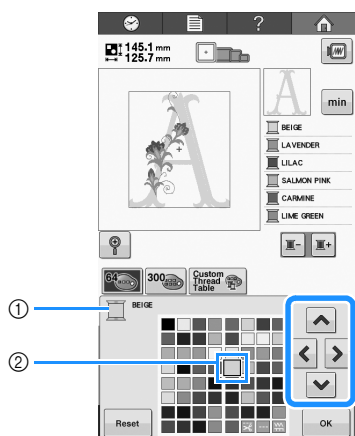 ?
145.1 mm
125.7 mm
A
min
BEIGE
LAVENDER
LILAC
SALMON PINK
CARMINE
LIME GREEN
A
- +
64 300 Custom
Thread
Table
① BEIGE
②
Reset OK